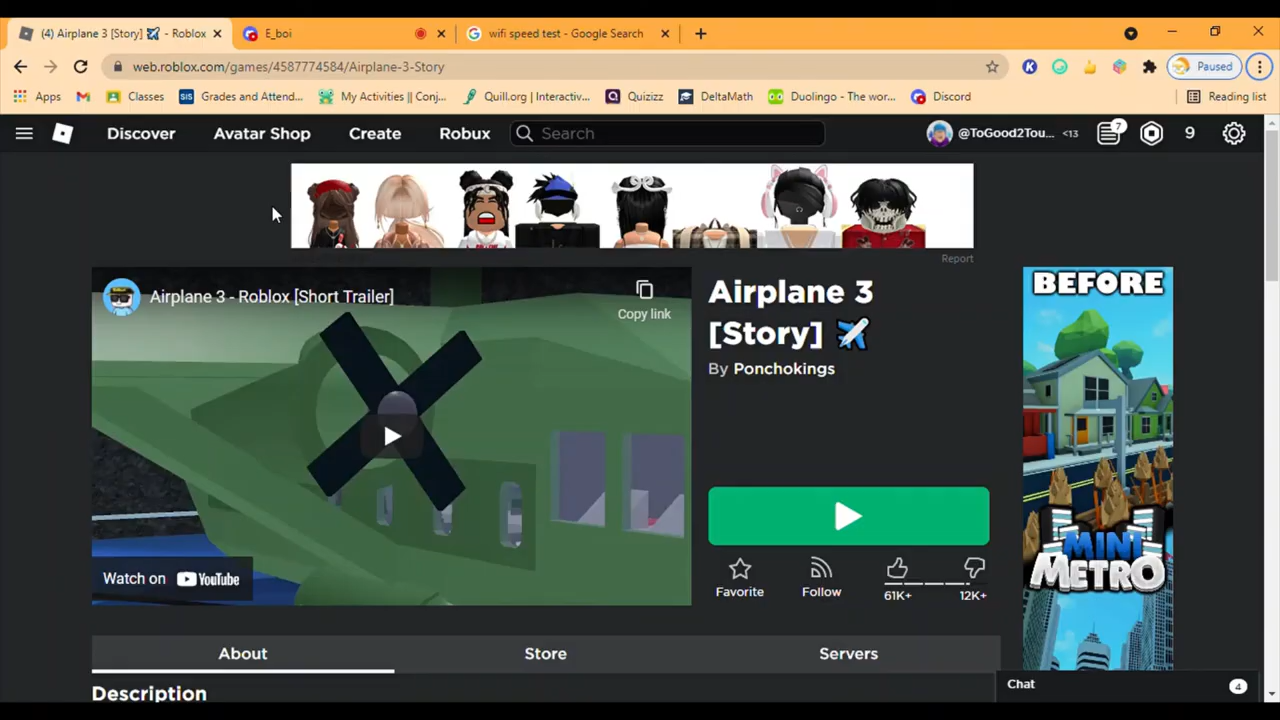 (4) Airplane 3 [Story] ✈️ - Roblox
E_boi
wifi speed test - Google Search
web.roblox.com/games/4587774584/Airplane-3-Story
Paused
Apps
Classes
SIS
Grades and Attend...
My Activities || Conj...
Quill.org | Interactiv...
Quizizz
DeltaMath
Duolingo - The wor...
Discord
Reading list
Discover
Avatar Shop
Create
Robux
Search
@ToGood2Tou... <13
7
9
Report
Airplane 3 - Roblox [Short Trailer]
Copy link
Watch on YouTube
Airplane 3
[Story] ✈️
By Ponchokings
Favorite
Follow
61K+
12K+
BEFORE
MINI
METRO
About
Store
Servers
Description
Chat
4